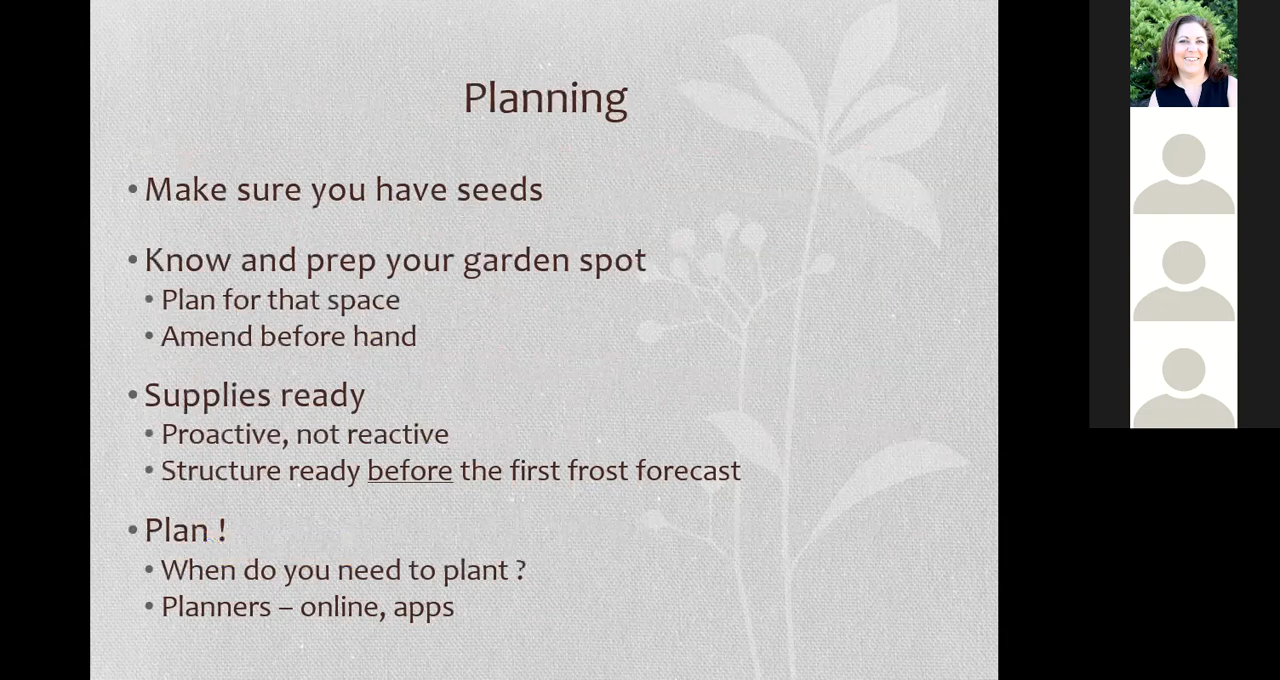 Planning
• Make sure you have seeds
• Know and prep your garden spot
• Plan for that space
• Amend before hand
• Supplies ready
• Proactive, not reactive
• Structure ready before the first frost forecast
• Plan !
• When do you need to plant ?
• Planners – online, apps